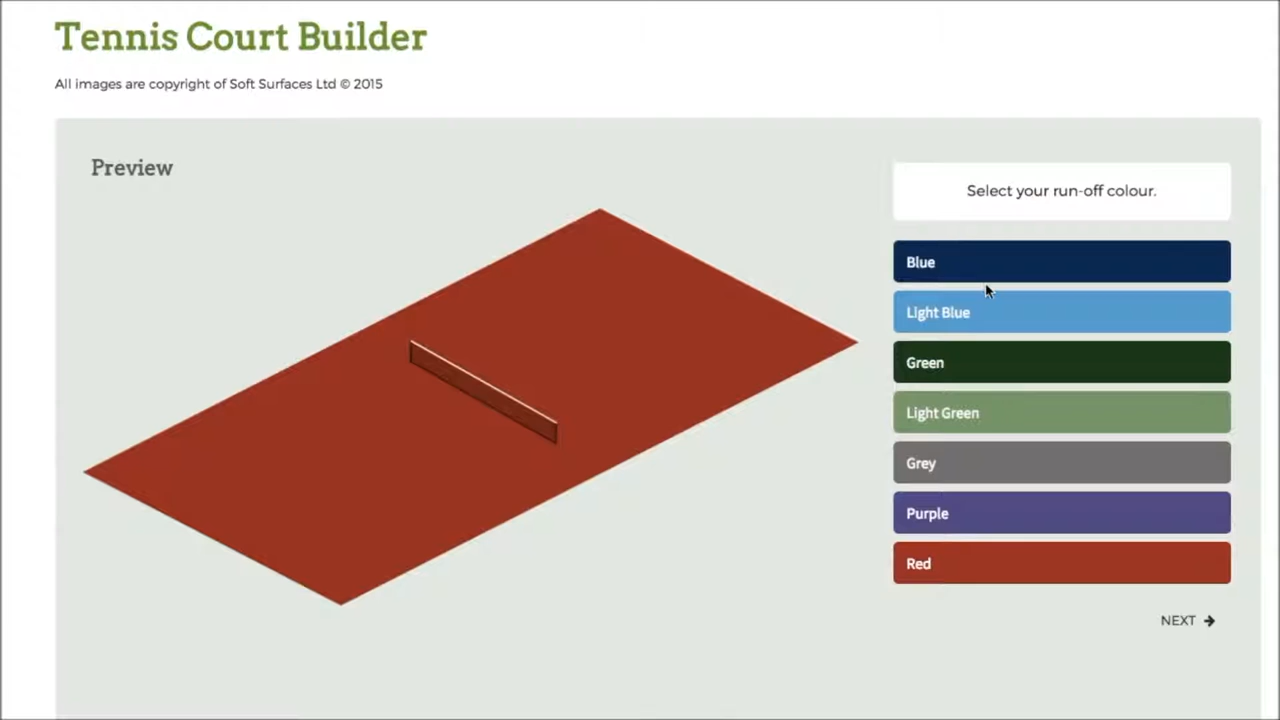 Tennis Court Builder
All images are copyright of Soft Surfaces Ltd © 2015
Preview
Select your run-off colour.
Blue
Light Blue
Green
Light Green
Grey
Purple
Red
NEXT →